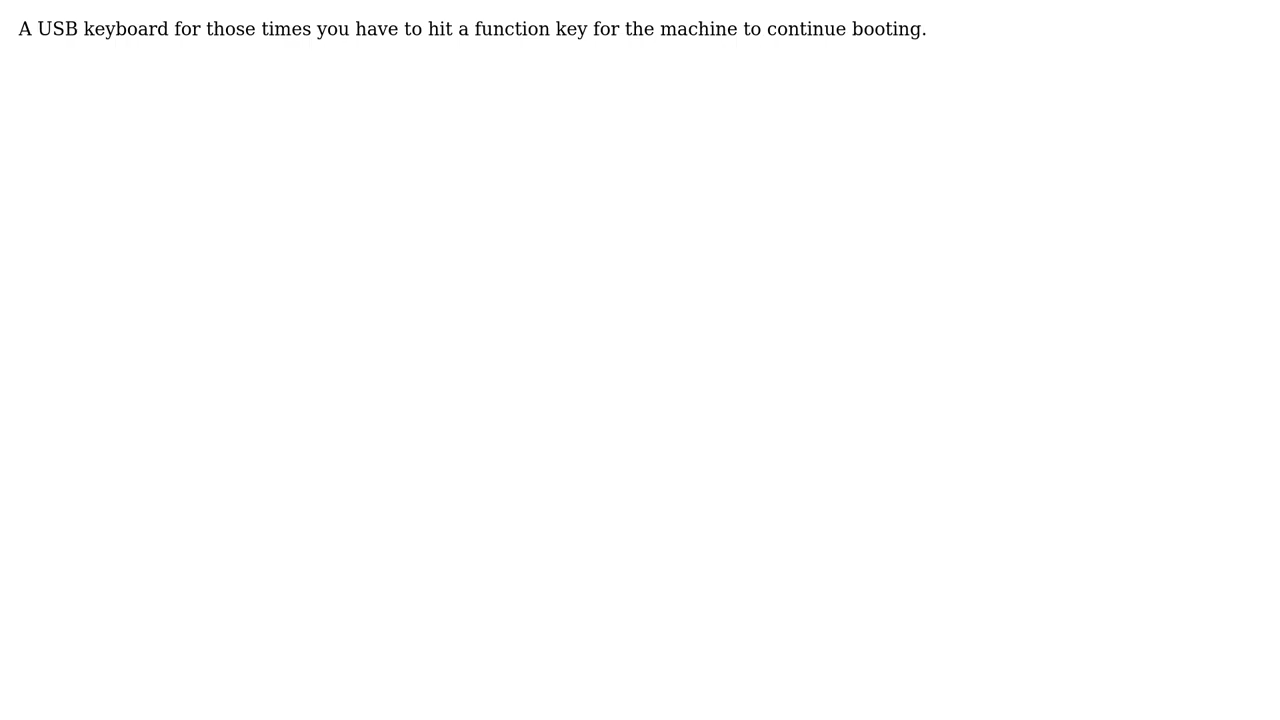 A USB keyboard for those times you have to hit a function key for the machine to continue booting.